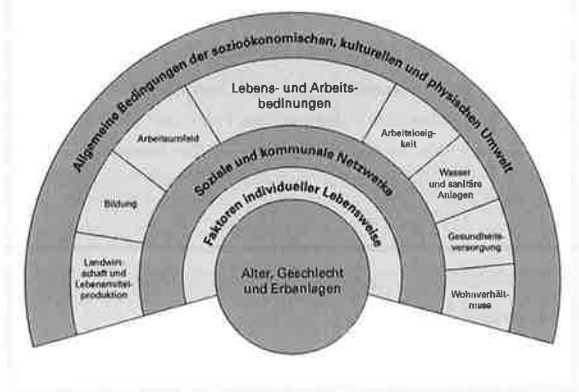 Allgemeine Bedingungen der sozioökonomischen, kulturellen und physischen Umwelt
Lebens- und Arbeits-
bedinungen
Arbeitsumfeld
Bildung
Landwirt-
schaft und
Lebensmittel-
produktion
Arbeitslosig-
keit
Wasser
und sanitäre
Anlagen
Gesundheits-
versorgung
Wohnverhält-
nisse
Soziale und kommunale Netzwerke
Faktoren individueller Lebensweise
Alter, Geschlecht
und Erbanlagen